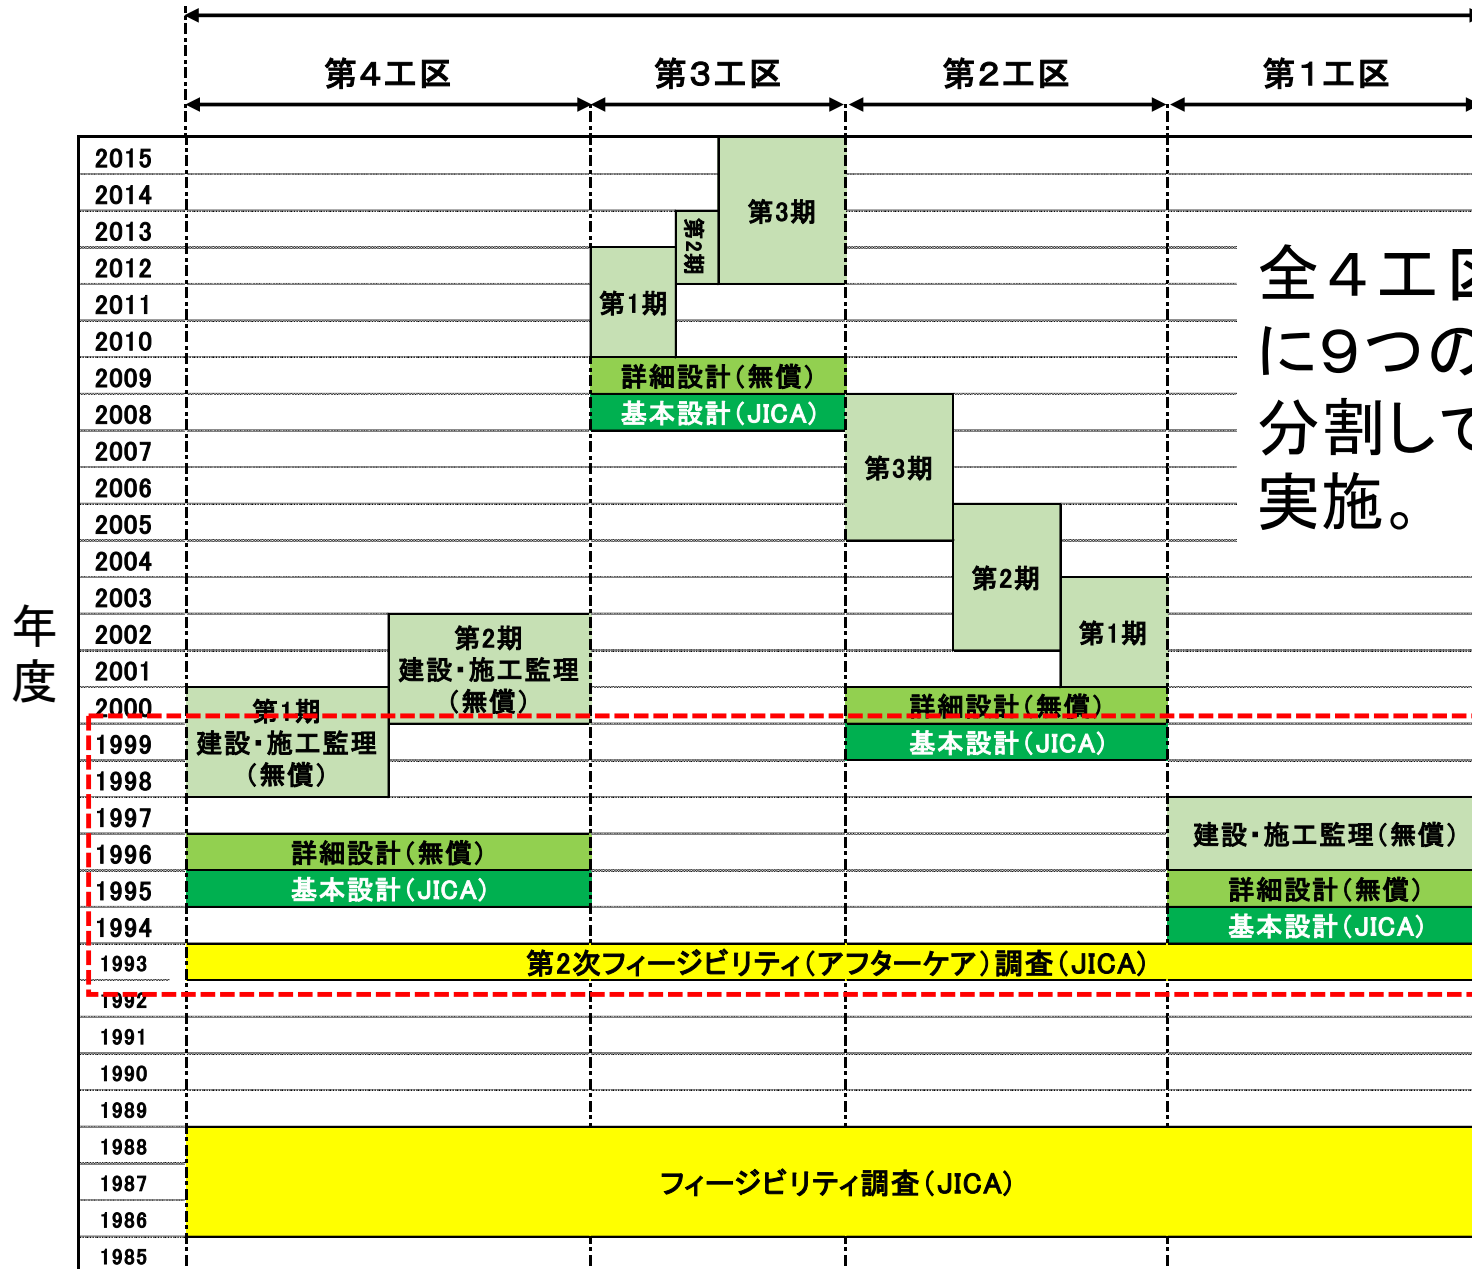 第4工区
第3工区
第2工区
第1工区
年度
2015
2014
2013
2012
2011
2010
2009
2008
2007
2006
2005
2004
2003
2002
2001
2000
1999
1998
1997
1996
1995
1994
1993
1992
1991
1990
1989
1988
1987
1986
1985
第1期
建設・施工監理
(無償)
第2期
建設・施工監理
(無償)
詳細設計(無償)
基本設計(JICA)
第1期
第2期
第3期
詳細設計(無償)
基本設計(JICA)
第3期
第2期
第1期
詳細設計(無償)
基本設計(JICA)
全4工区
に9つの
分割して
実施。
建設・施工監理(無償)
詳細設計(無償)
基本設計(JICA)
第2次フィージビリティ(アフターケア)調査(JICA)
フィージビリティ調査(JICA)